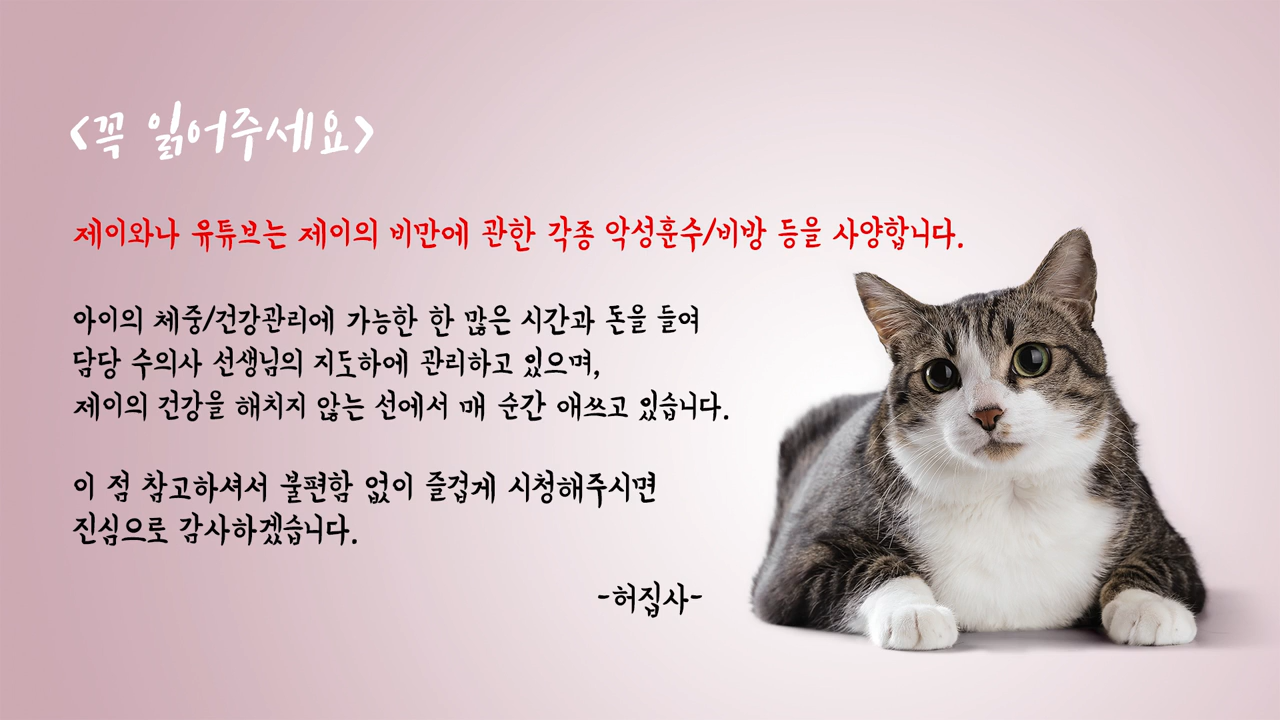 <꼭 읽어주세요>
제이와나 유튜브는 제이의 비만에 관한 각종 악성훈수/비방 등을 사양합니다.
아이의 체중/건강관리에 가능한 한 많은 시간과 돈을 들여
담당 수의사 선생님의 지도하에 관리하고 있으며,
제이의 건강을 해치지 않는 선에서 매 순간 애쓰고 있습니다.
이 점 참고하셔서 불편함 없이 즐겁게 시청해주시면
진심으로 감사하겠습니다.
-허집사-